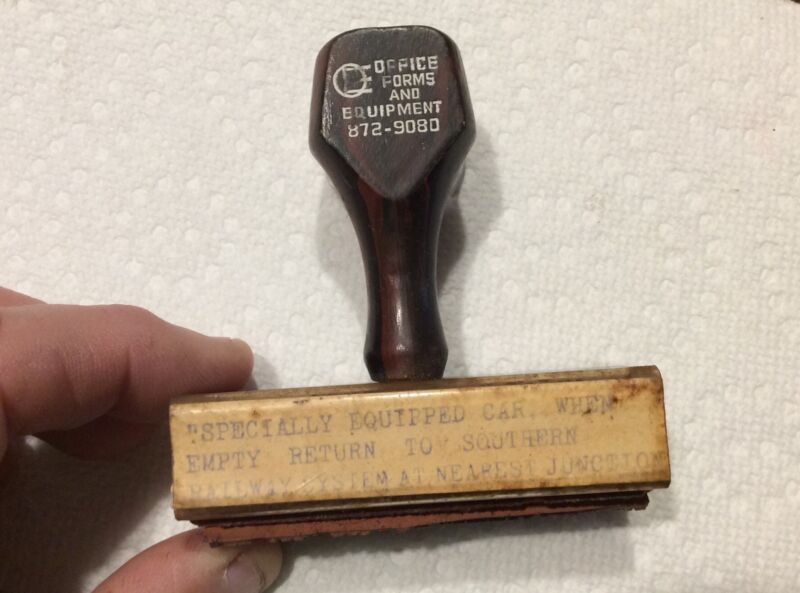 OFFICE
FORMS
AND
EQUIPMENT
872-9080
"SPECIALLY EQUIPPED CAR. WHEN
EMPTY RETURN TO SOUTHERN
RAILWAY SYSTEM AT NEAREST JUNCTION